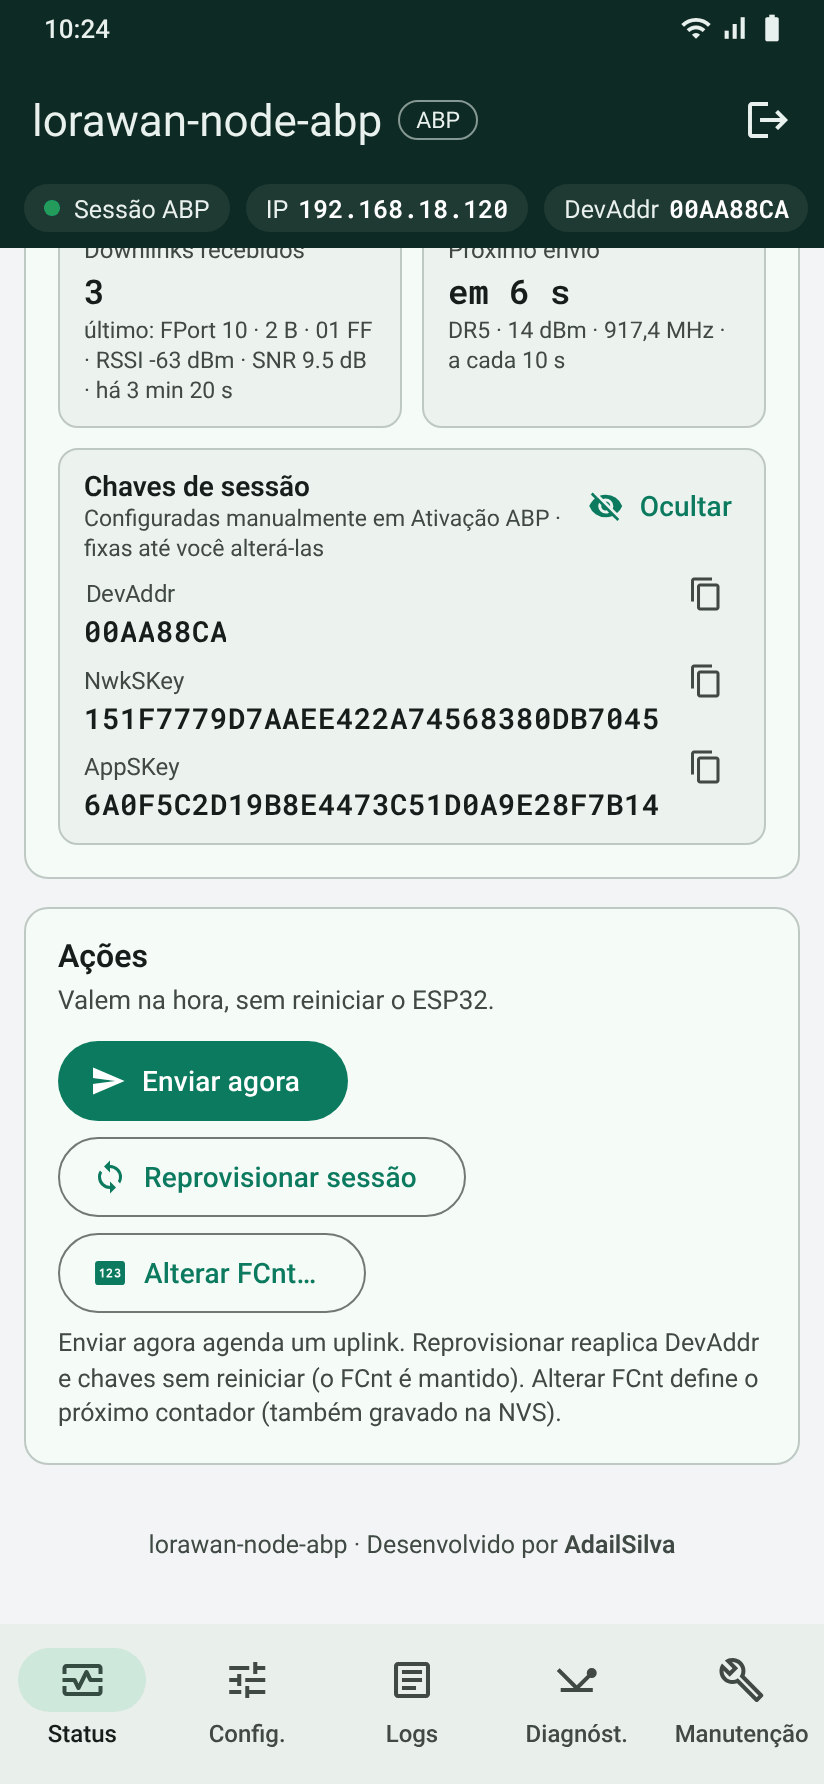 10:24
lorawan-node-abp ABP
Sessão ABP IP 192.168.18.120 DevAddr 00AA88CA
Downlinks recebidos
3
último: FPort 10 · 2 B · 01 FF
· RSSI -63 dBm · SNR 9.5 dB
· há 3 min 20 s
Próximo envio
em 6 s
DR5 · 14 dBm · 917,4 MHz ·
a cada 10 s
Chaves de sessão
Configuradas manualmente em Ativação ABP ·
fixas até você alterá-las
Ocultar
DevAddr
00AA88CA
NwkSKey
151F7779D7AAEE422A74568380DB7045
AppSKey
6A0F5C2D19B8E4473C51D0A9E28F7B14
Ações
Valem na hora, sem reiniciar o ESP32.
Enviar agora
Reprovisionar sessão
123 Alterar FCnt…
Enviar agora agenda um uplink. Reprovisionar reaplica DevAddr
e chaves sem reiniciar (o FCnt é mantido). Alterar FCnt define o
próximo contador (também gravado na NVS).
lorawan-node-abp · Desenvolvido por AdailSilva
Status Config. Logs Diagnóst. Manutenção